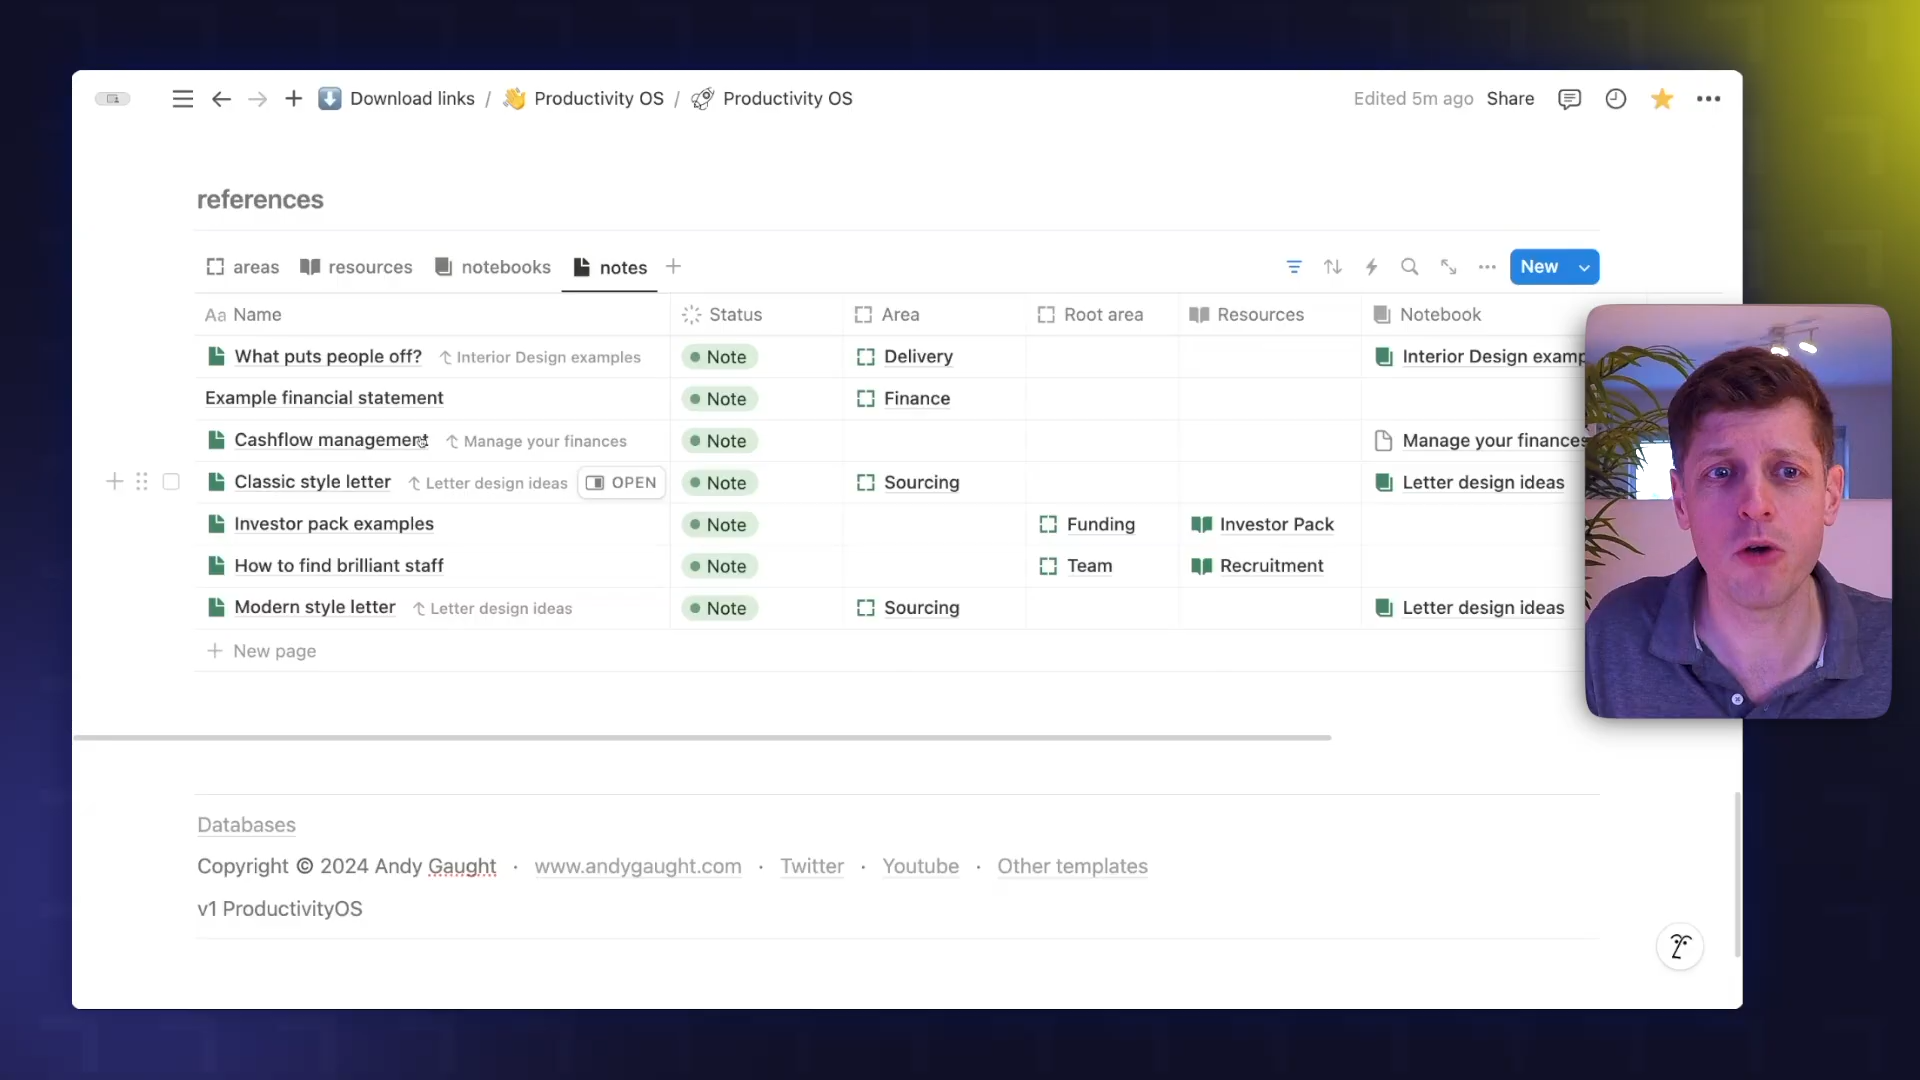 Download links / Productivity OS / Productivity OS
Edited 5m ago Share
references
areas resources notebooks notes
New
Aa Name Status Area Root area Resources Notebook
What puts people off? Interior Design examples Note Delivery Interior Design examp
Example financial statement Note Finance
Cashflow management Manage your finances Note Manage your finances
Classic style letter Letter design ideas OPEN Note Sourcing Letter design ideas
Investor pack examples Note Funding Investor Pack
How to find brilliant staff Note Team Recruitment
Modern style letter Letter design ideas Note Sourcing Letter design ideas
New page
Databases
Copyright © 2024 Andy Gaught · www.andygaught.com · Twitter · Youtube · Other templates
v1 ProductivityOS